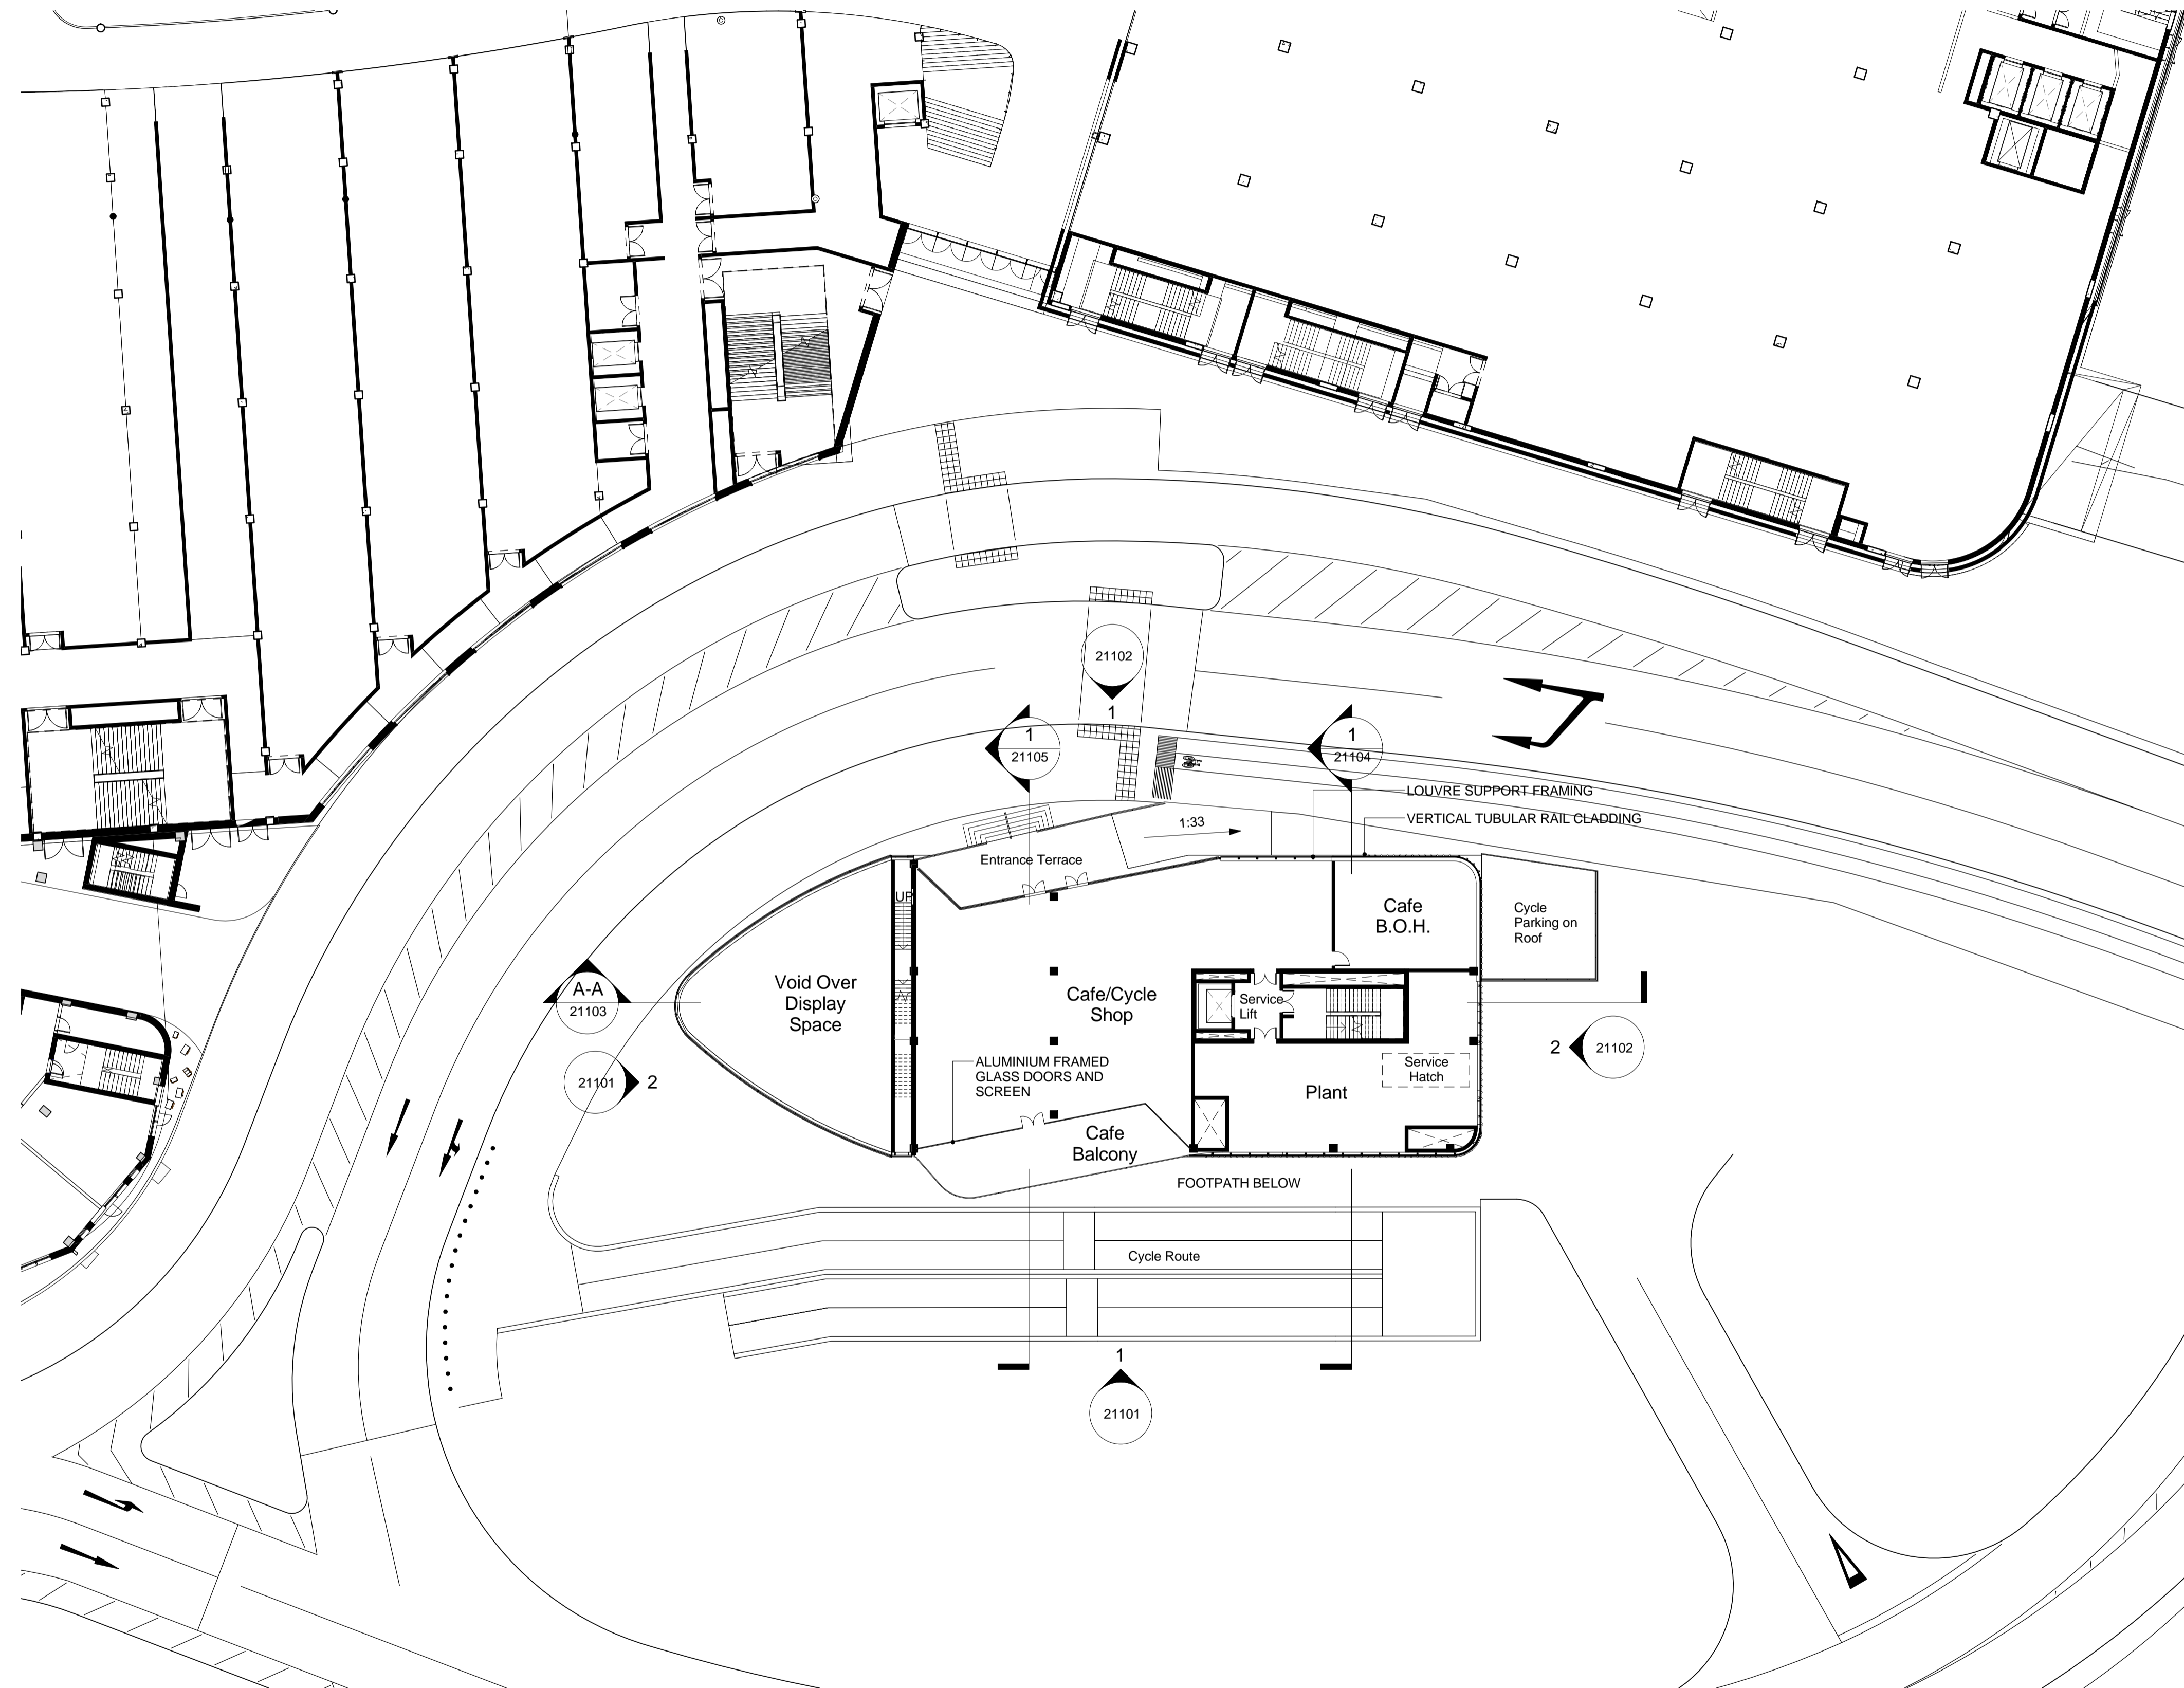 21102
1
1
21105
1
21104
LOUVRE SUPPORT FRAMING
VERTICAL TUBULAR RAIL CLADDING
1:33
Entrance Terrace
UP
Cafe
B.O.H.
Cycle
Parking on
Roof
Void Over
Display
Space
Cafe/Cycle
Shop
Service
Lift
A-A
21103
21101
2
2
21102
ALUMINIUM FRAMED
GLASS DOORS AND
SCREEN
Service
Hatch
Plant
Cafe
Balcony
FOOTPATH BELOW
Cycle Route
1
21101